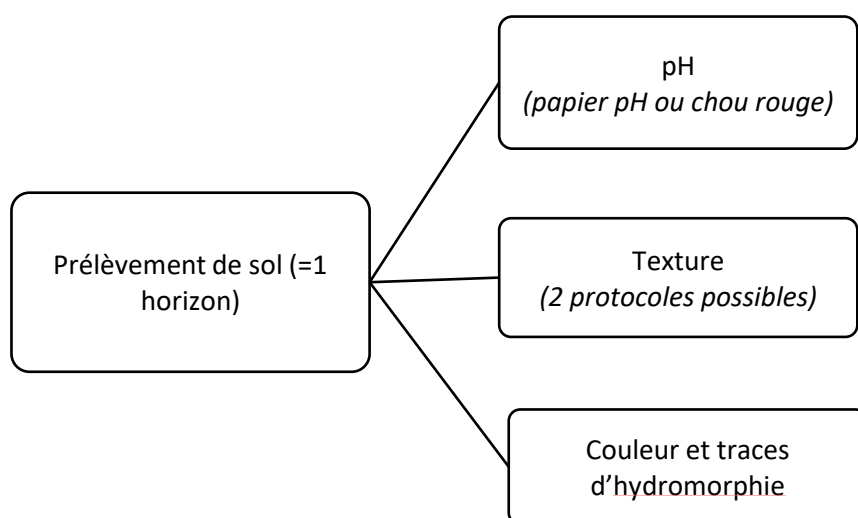 pH
(papier pH ou chou rouge)
Prélèvement de sol (=1
horizon)
Texture
(2 protocoles possibles)
Couleur et traces
d’hydromorphie